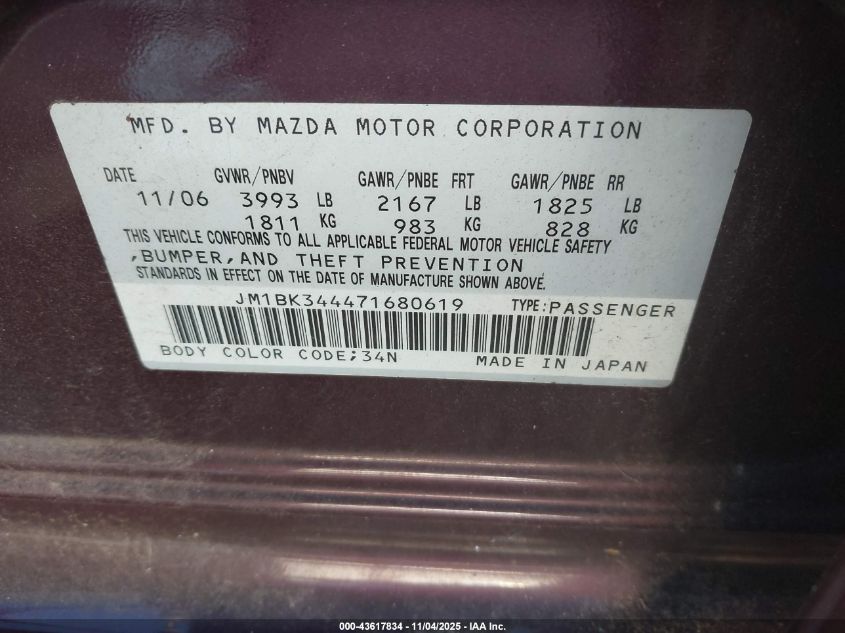 MFD. BY MAZDA MOTOR CORPORATION
DATE GVWR/PNBV GAWR/PNBE FRT GAWR/PNBE RR
11/06 3993 LB 2167 LB 1825 LB
1811 KG 983 KG 828 KG
THIS VEHICLE CONFORMS TO ALL APPLICABLE FEDERAL MOTOR VEHICLE SAFETY
,BUMPER,AND THEFT PREVENTION
STANDARDS IN EFFECT ON THE DATE OF MANUFACTURE SHOWN ABOVE.
JM1BK344471680619 TYPE:PASSENGER
BODY COLOR CODE;34N MADE IN JAPAN
000-43617834 - 11/04/2025 - IAA Inc.